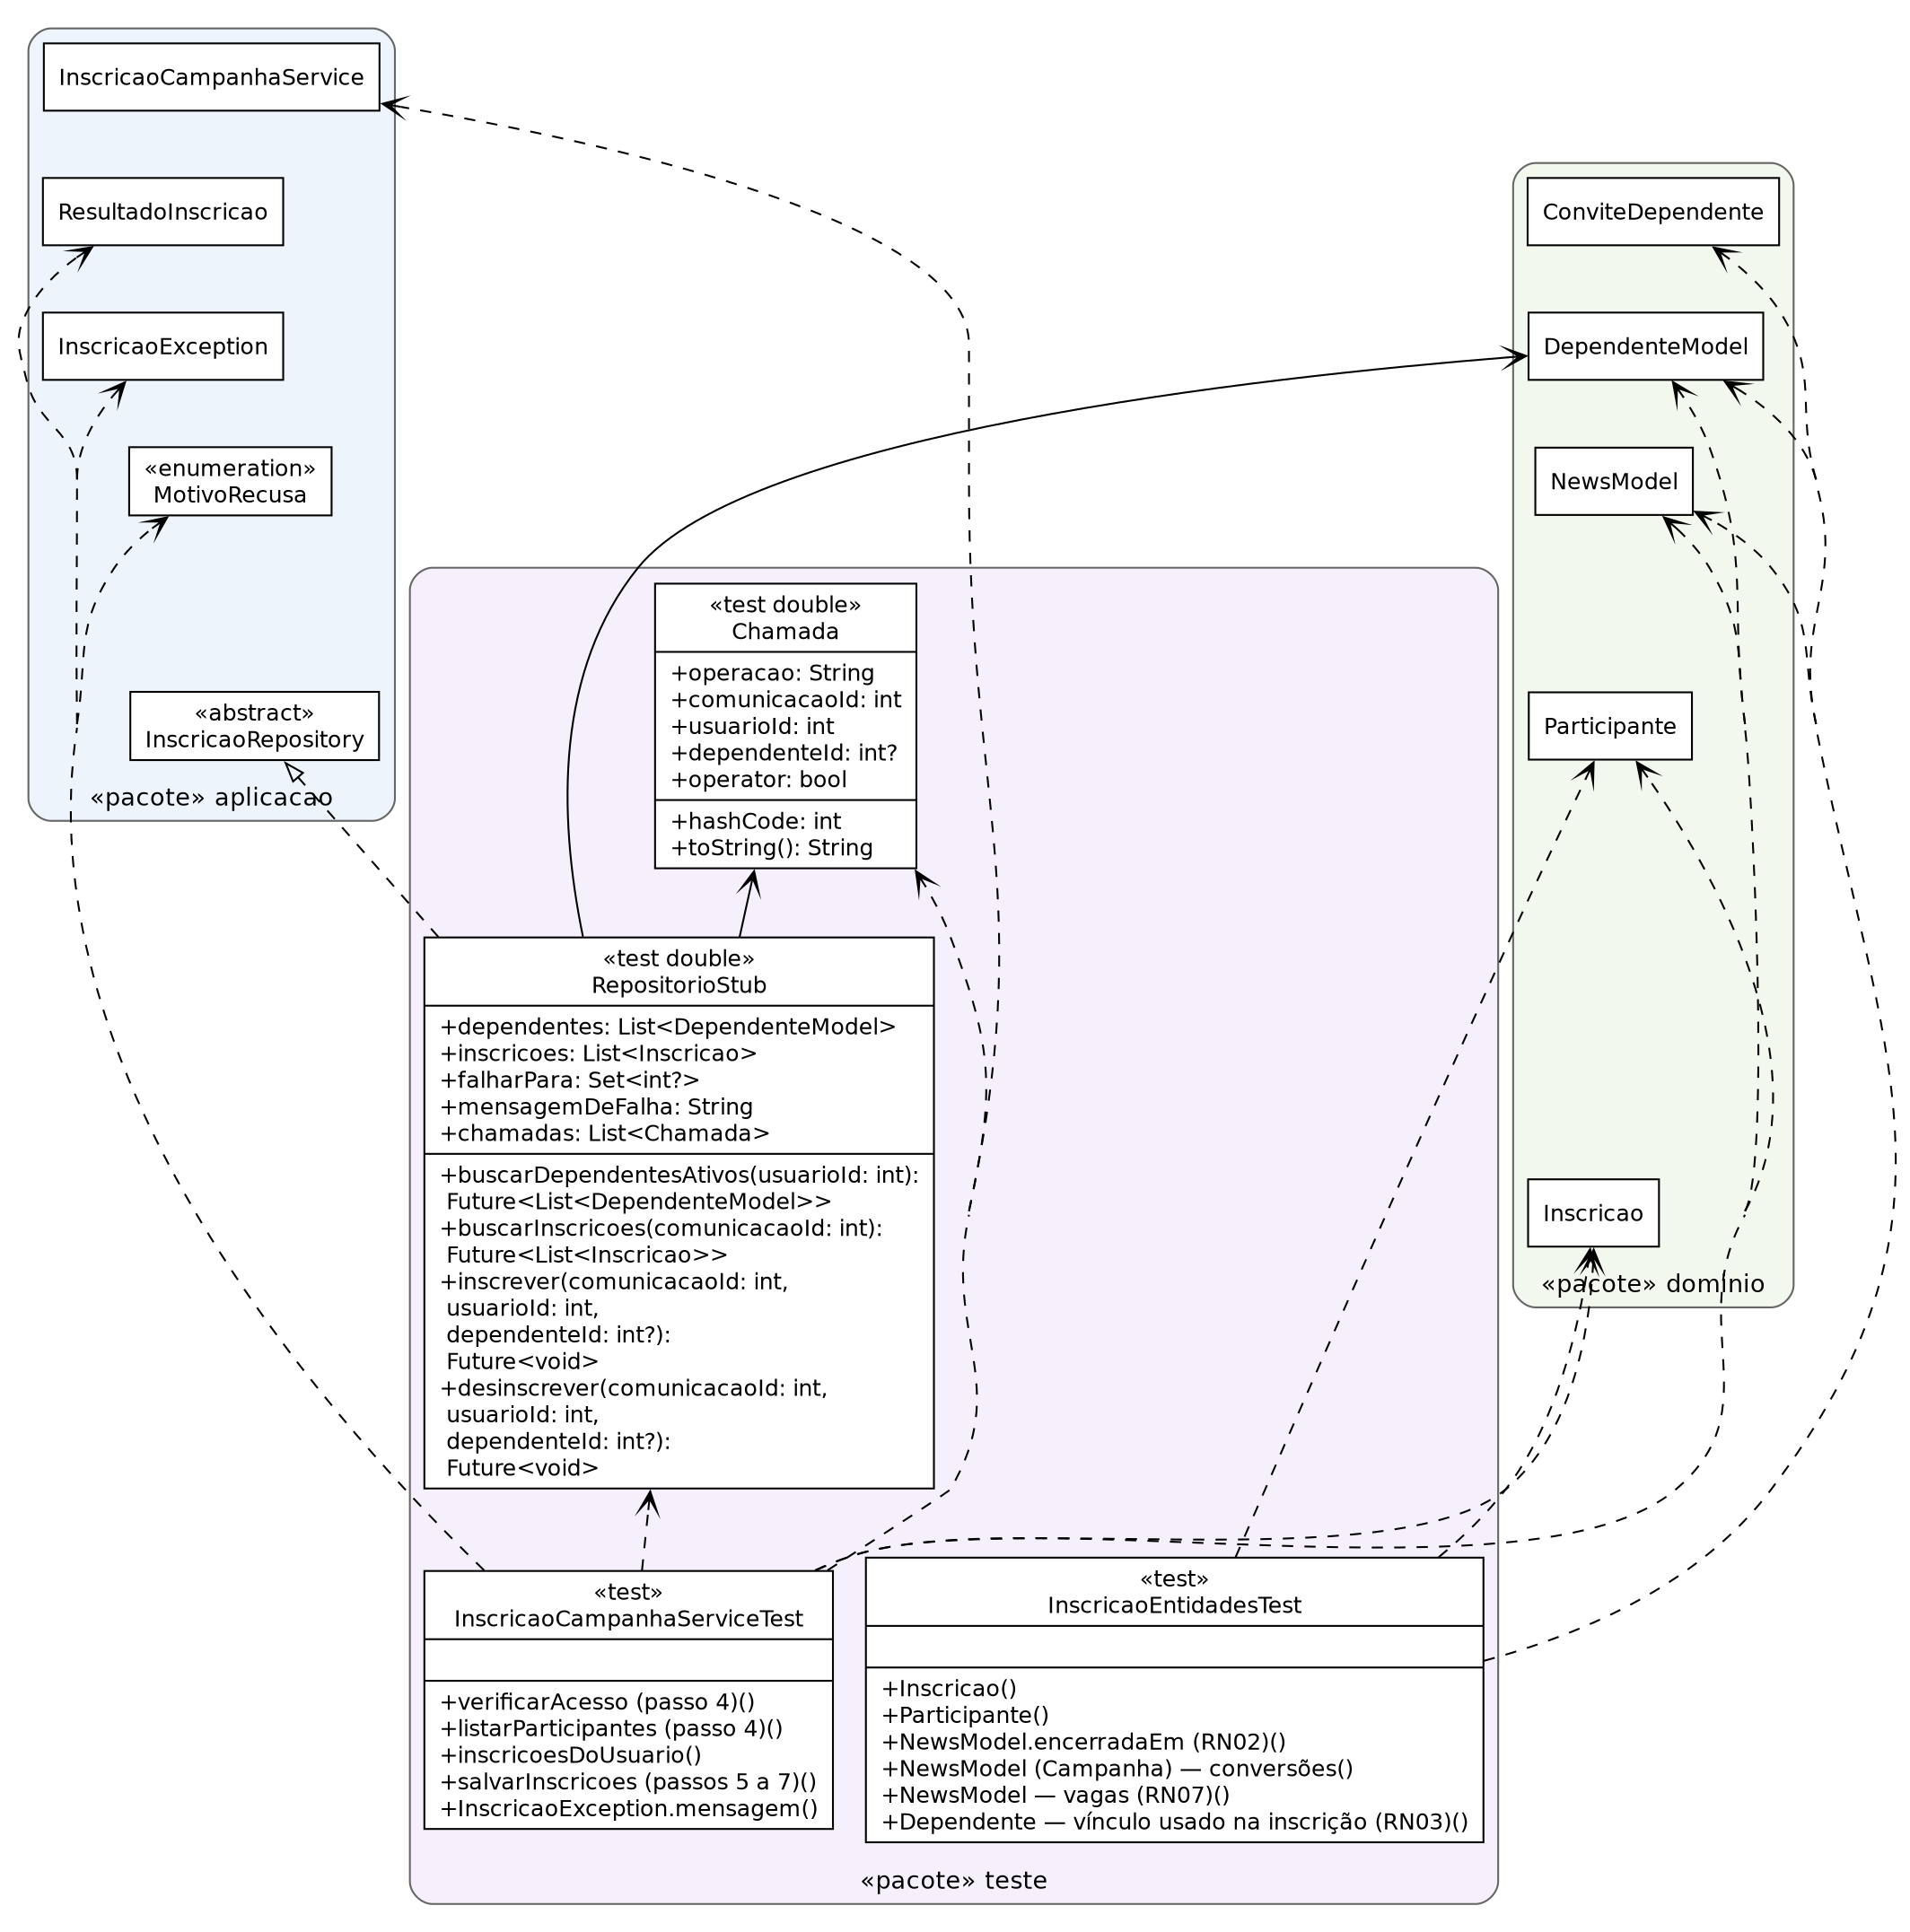 InscricaoCampanhaService
ResultadoInscricao
InscricaoException
«enumeration»
MotivoRecusa
«abstract»
InscricaoRepository
«pacote» aplicacao
ConviteDependente
DependenteModel
NewsModel
Participante
Inscricao
«pacote» dominio
«test double»
Chamada
+operacao: String
+comunicacaoId: int
+usuarioId: int
+dependenteId: int?
+operator: bool
+hashCode: int
+toString(): String
«test double»
RepositorioStub
+dependentes: List<DependenteModel>
+inscricoes: List<Inscricao>
+falharPara: Set<int?>
+mensagemDeFalha: String
+chamadas: List<Chamada>
+buscarDependentesAtivos(usuarioId: int):
Future<List<DependenteModel>>
+buscarInscricoes(comunicacaoId: int):
Future<List<Inscricao>>
+inscrever(comunicacaoId: int,
usuarioId: int,
dependenteId: int?):
Future<void>
+desinscrever(comunicacaoId: int,
usuarioId: int,
dependenteId: int?):
Future<void>
«test»
InscricaoCampanhaServiceTest
+verificarAcesso (passo 4)()
+listarParticipantes (passo 4)()
+inscricoesDoUsuario()
+salvarInscricoes (passos 5 a 7)()
+InscricaoException.mensagem()
«test»
InscricaoEntidadesTest
+Inscricao()
+Participante()
+NewsModel.encerradaEm (RN02)()
+NewsModel (Campanha) — conversões()
+NewsModel — vagas (RN07)()
+Dependente — vínculo usado na inscrição (RN03)()
«pacote» teste